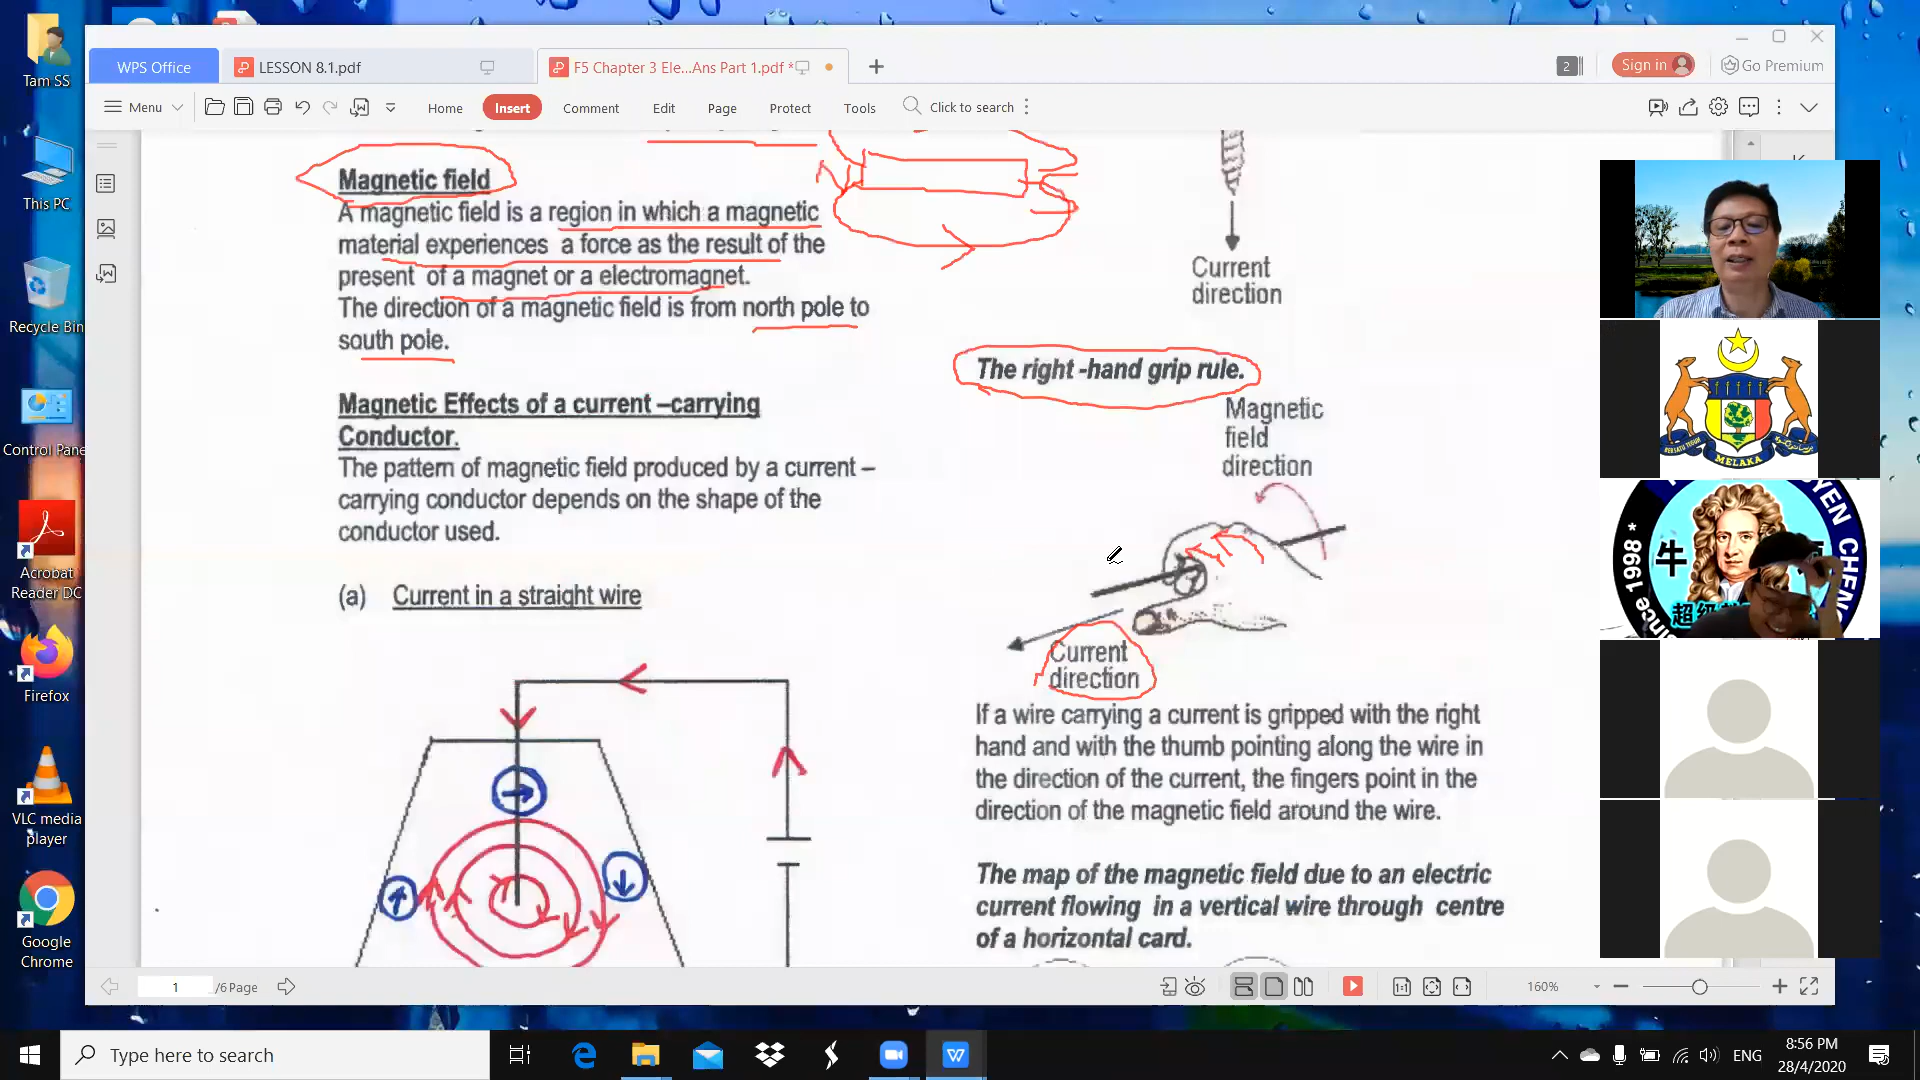 Tam SS
This PC
Recycle Bin
Control Pane
Acrobat
Reader DC
Firefox
VLC media
player
Google
Chrome
WPS Office
LESSON 8.1.pdf
F5 Chapter 3 Ele...Ans Part 1.pdf *
2
Sign in
Go Premium
Menu
Home
Insert
Comment
Edit
Page
Protect
Tools
Click to search
Magnetic field
A magnetic field is a region in which a magnetic
material experiences a force as the result of the
present of a magnet or a electromagnet.
The direction of a magnetic field is from north pole to
south pole.
Magnetic Effects of a current –carrying
Conductor.
The pattern of magnetic field produced by a current –
carrying conductor depends on the shape of the
conductor used.
(a) Current in a straight wire
Current
direction
The right -hand grip rule.
Magnetic
field
direction
Current
direction
If a wire carrying a current is gripped with the right
hand and with the thumb pointing along the wire in
the direction of the current, the fingers point in the
direction of the magnetic field around the wire.
The map of the magnetic field due to an electric
current flowing in a vertical wire through centre
of a horizontal card.
MELAKA
YEN CHENG
since 1998 *
牛
超级
1
/6Page
160%
Type here to search
ENG
8:56 PM
28/4/2020